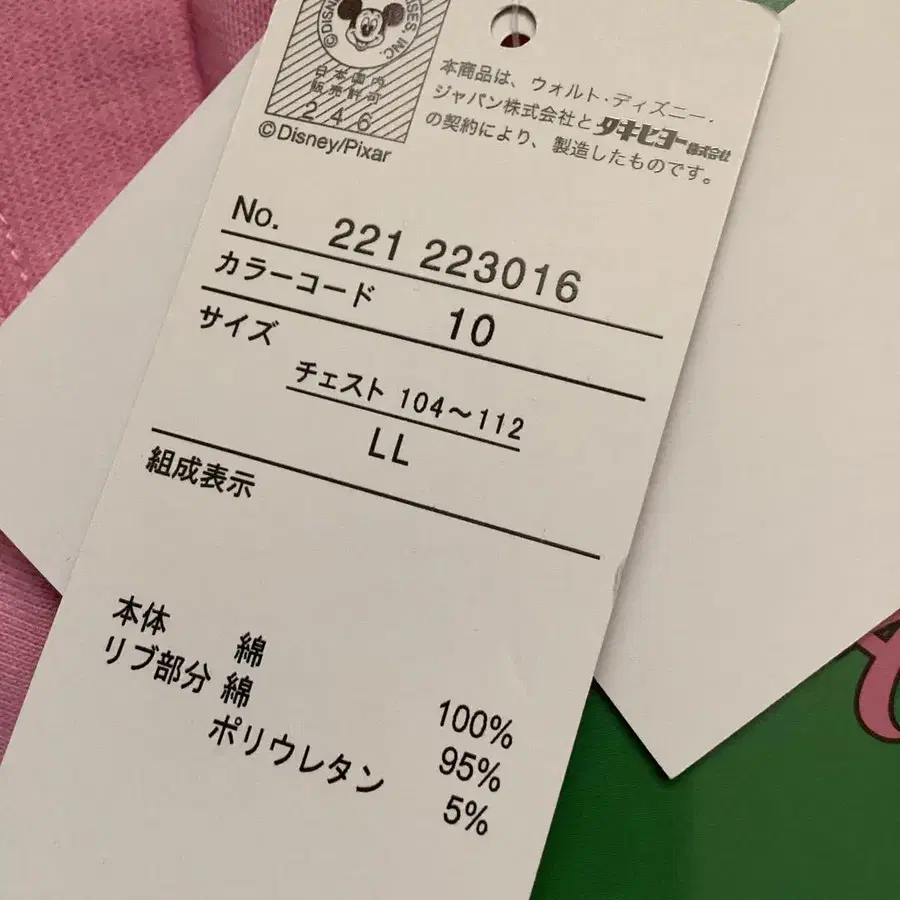 ©DISNEY
ISES, INC.
日本国内
販売許可
246
©Disney/Pixar
本商品は、ウォルト・ディズニー・
ジャパン株式会社とタキヒヨー株式会社
の契約により、製造したものです。
No. 221 223016
カラーコード 10
サイズ
チェスト 104～112
LL
組成表示
本体 綿 100%
リブ部分 綿 95%
ポリウレタン 5%